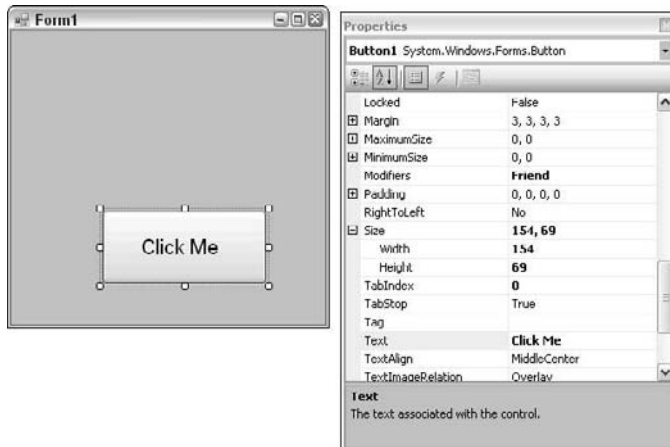 Form1
Click Me
Properties
Button1 System.Windows.Forms.Button
Locked False
Margin 3, 3, 3, 3
MaximumSize 0, 0
MinimumSize 0, 0
Modifiers Friend
Padding 0, 0, 0, 0
RightToLeft No
Size 154, 69
Width 154
Height 69
TabIndex 0
TabStop True
Tag
Text Click Me
TextAlign MiddleCenter
TextImageRelation Overlay
Text
The text associated with the control.